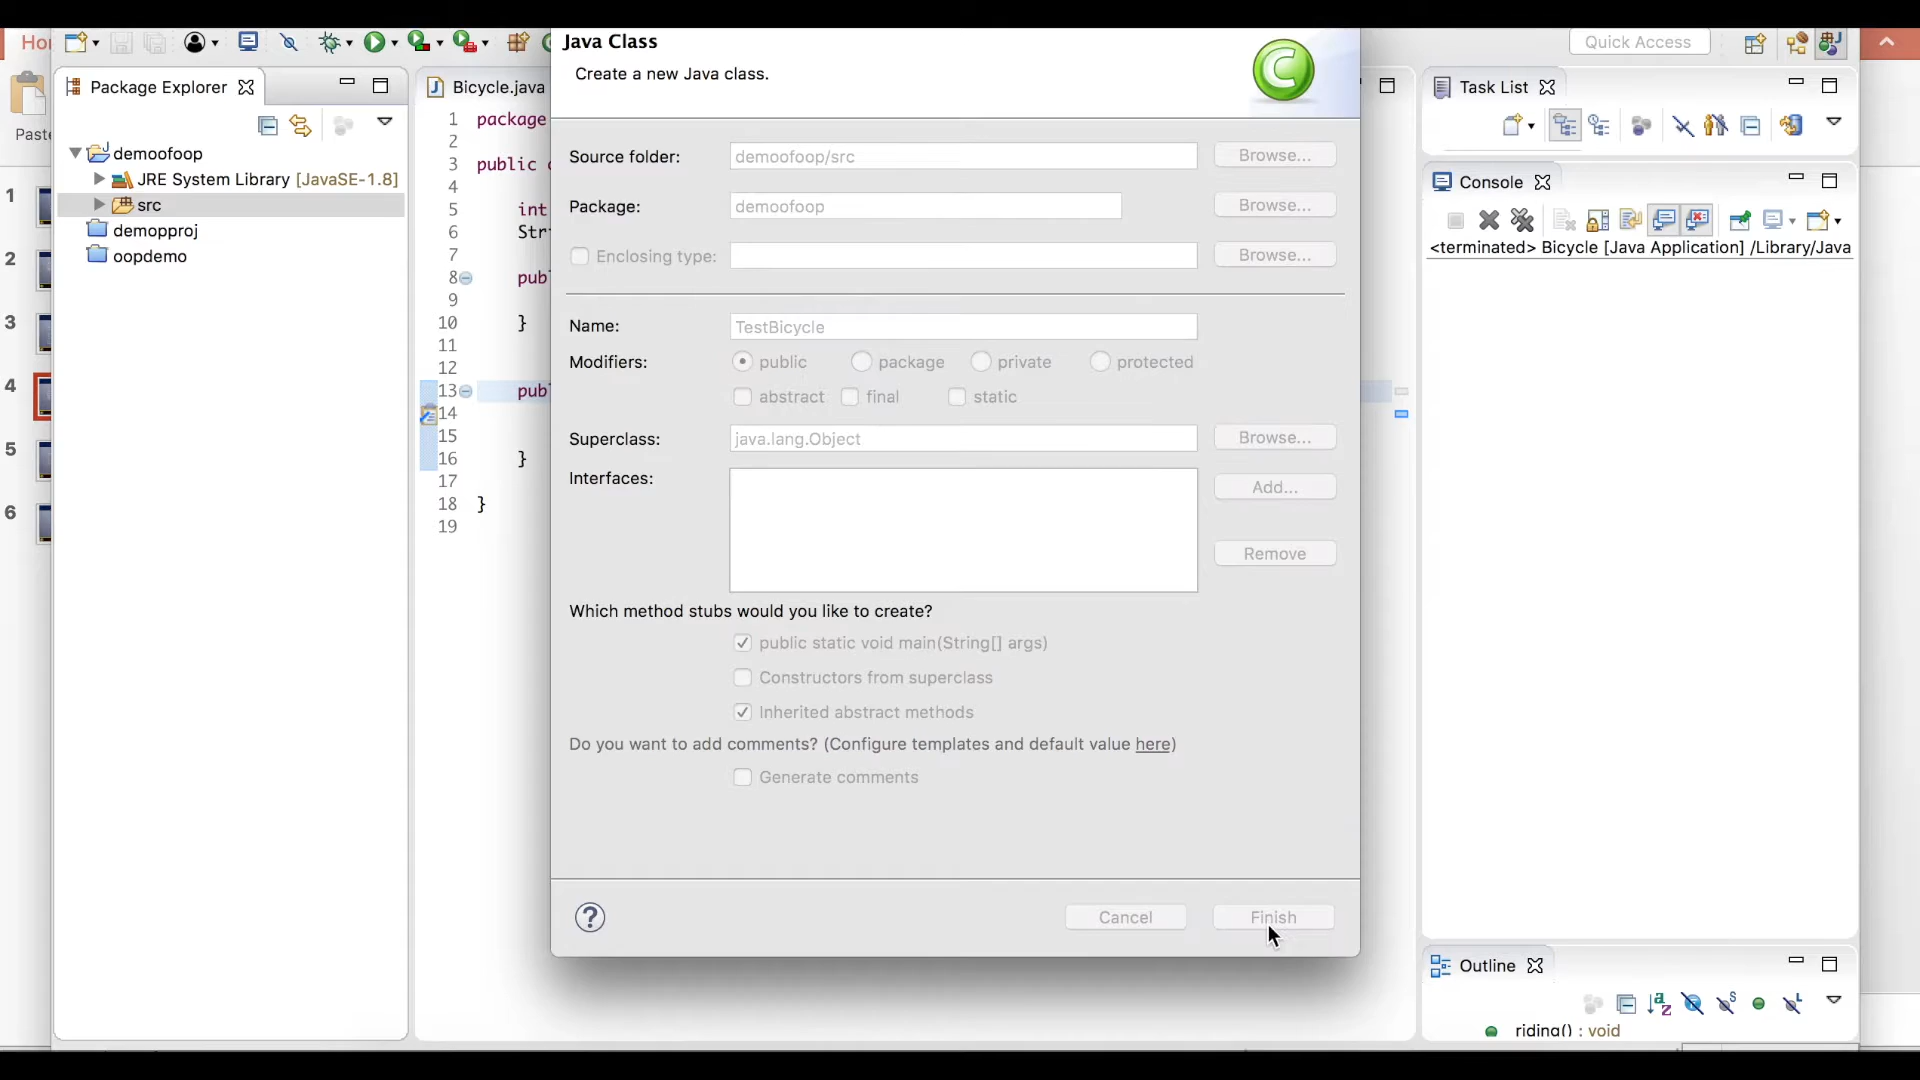 Hor
Paste
1
2
3
4
5
6
Package Explorer
demoofoop
JRE System Library [JavaSE-1.8]
src
demopproj
oopdemo
Bicycle.java
1 package
2
3 public c
4
5 int
6 Str
7
8 publ
9
10 }
11
12
13 publ
14
15
16 }
17
18 }
19
Java Class
Create a new Java class.
Source folder: demoofoop/src Browse...
Package: demoofoop Browse...
Enclosing type: Browse...
Name: TestBicycle
Modifiers: public package private protected
abstract final static
Superclass: java.lang.Object Browse...
Interfaces: Add...
Remove
Which method stubs would you like to create?
public static void main(String[] args)
Constructors from superclass
Inherited abstract methods
Do you want to add comments? (Configure templates and default value here)
Generate comments
? Cancel Finish
Quick Access
Task List
Console
<terminated> Bicycle [Java Application] /Library/Java
Outline
riding() : void